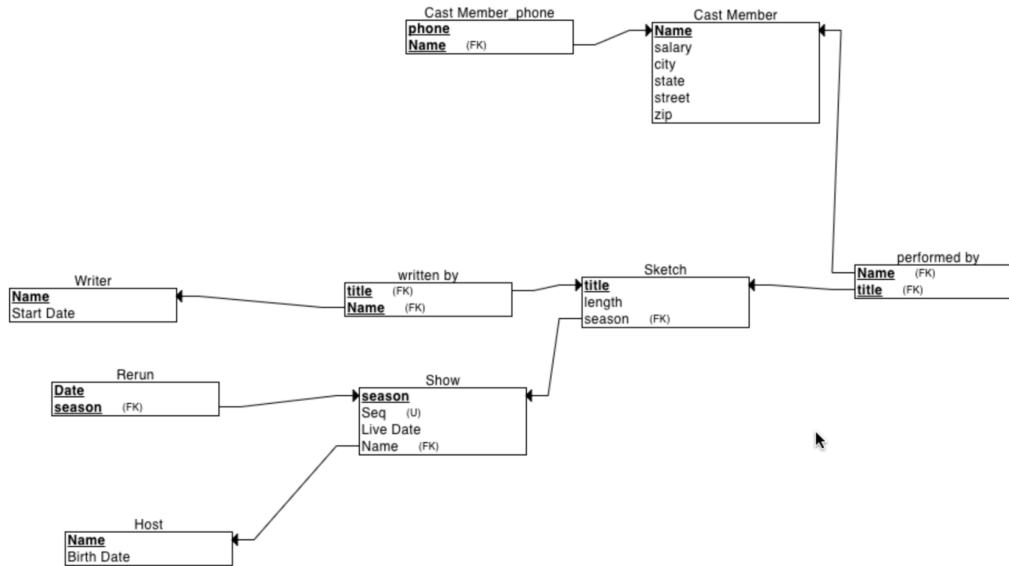 Cast Member_phone
phone
Name (FK)
Cast Member
Name
salary
city
state
street
zip
performed by
Name (FK)
title (FK)
Sketch
title
length
season (FK)
written by
title (FK)
Name (FK)
Writer
Name
Start Date
Rerun
Date
season (FK)
Show
season
Seq (U)
Live Date
Name (FK)
Host
Name
Birth Date